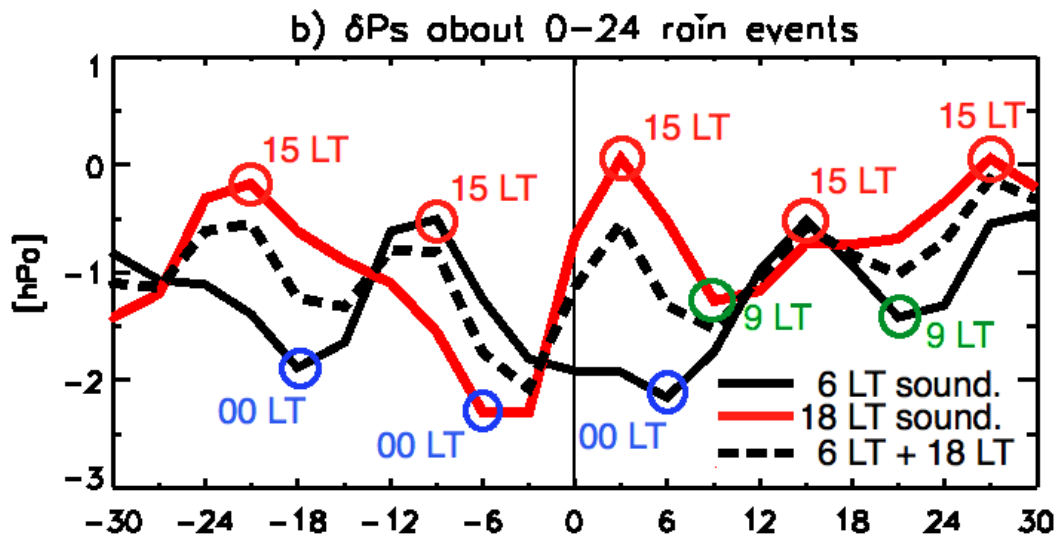 b) δPs about 0-24 rain events
[hPa]
1
0
-1
-2
-3
15 LT
15 LT
15 LT
15 LT
15 LT
00 LT
00 LT
00 LT
9 LT
9 LT
6 LT sound.
18 LT sound.
6 LT + 18 LT
-30 -24 -18 -12 -6 0 6 12 18 24 30